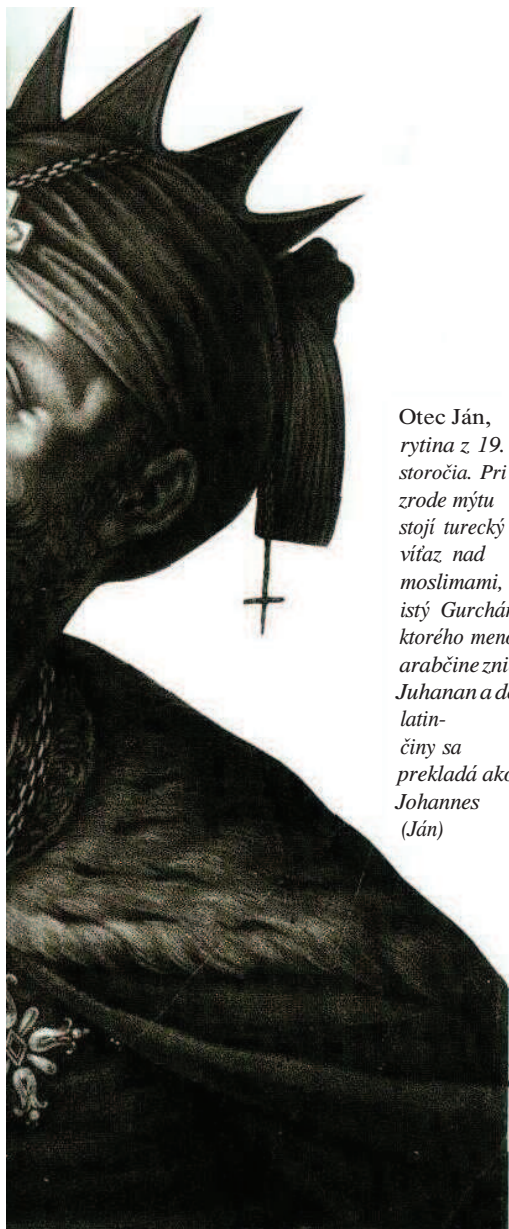 Otec Ján,
rytina z 19.
storočia. Pri
zrode mýtu
stojí turecký
víťaz nad
moslimami,
istý Gurchán
ktorého meno
arabčine zni
Juhanan a do
latin-
činy sa
prekladá ako
Johannes
(Ján)